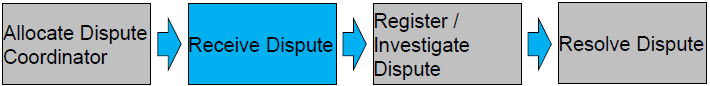 Allocate Dispute
Coordinator
Receive Dispute
Register /
Investigate
Dispute
Resolve Dispute